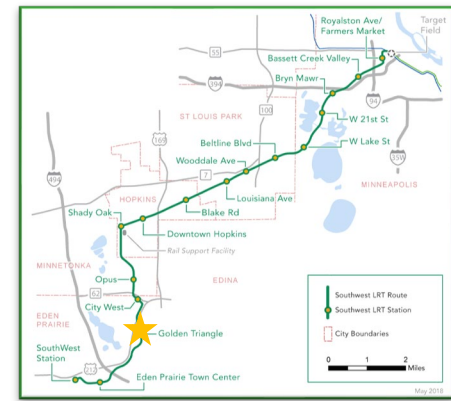 Royalston Ave/
Farmers Market
Target
Field
55
Bassett Creek Valley
394
Bryn Mawr
94
ST LOUIS PARK
100
W 21st St
169
Beltline Blvd
W Lake St
35W
Wooddale Ave
7
MINNEAPOLIS
494
HOPKINS
Louisiana Ave
Blake Rd
Shady Oak
Downtown Hopkins
Rail Support Facility
MINNETONKA
EDINA
Opus
62
City West
EDEN
PRAIRIE
Golden Triangle
SouthWest
Station
212
Eden Prairie Town Center
Southwest LRT Route
Southwest LRT Station
City Boundaries
0 1 2
Miles
May 2018